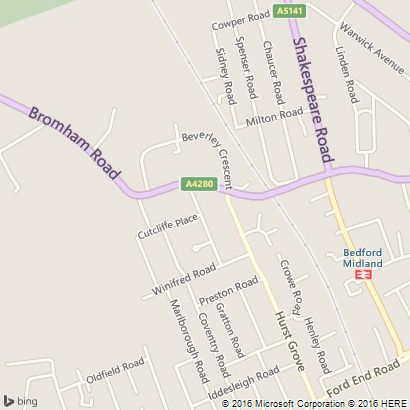 A5141
Cowper Road
Warwick Avenue
Sidney Road
Spenser Road
Chaucer Road
Shakespeare Road
Linden Road
Milton Road
Bromham Road
Beverley Crescent
A4280
Cutcliffe Place
Bedford
Midland
Winifred Road
Crowe Road
Preston Road
Marlborough Road
Coventry Road
Gratton Road
Hurst Grove
Henley Road
Oldfield Road
Iddesleigh Road
Ford End Road
bing
© 2016 Microsoft Corporation © 2016 HERE